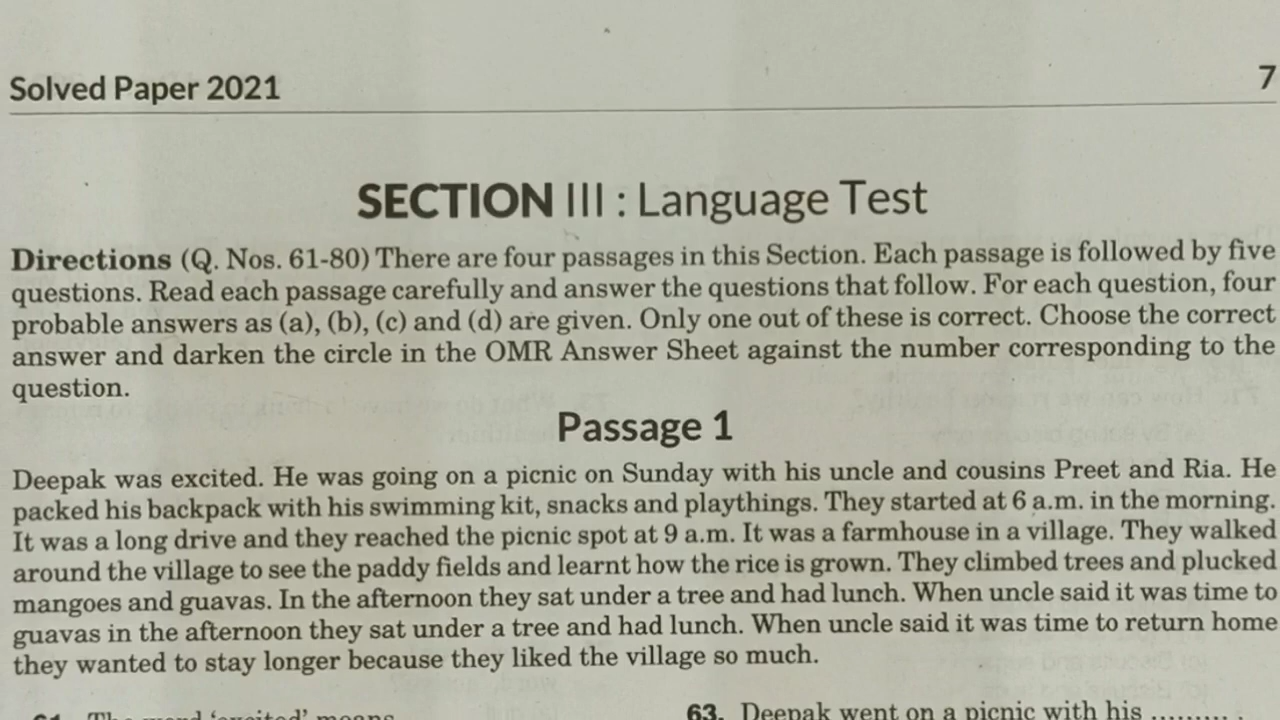 Solved Paper 2021
7
SECTION III : Language Test
Directions (Q. Nos. 61-80) There are four passages in this Section. Each passage is followed by five
questions. Read each passage carefully and answer the questions that follow. For each question, four
probable answers as (a), (b), (c) and (d) are given. Only one out of these is correct. Choose the correct
answer and darken the circle in the OMR Answer Sheet against the number corresponding to the
question.
Passage 1
Deepak was excited. He was going on a picnic on Sunday with his uncle and cousins Preet and Ria. He
packed his backpack with his swimming kit, snacks and playthings. They started at 6 a.m. in the morning.
It was a long drive and they reached the picnic spot at 9 a.m. It was a farmhouse in a village. They walked
around the village to see the paddy fields and learnt how the rice is grown. They climbed trees and plucked
mangoes and guavas. In the afternoon they sat under a tree and had lunch. When uncle said it was time to
guavas in the afternoon they sat under a tree and had lunch. When uncle said it was time to return home
they wanted to stay longer because they liked the village so much.
61. The word 'excited' means
63. Deepak went on a picnic with his .........